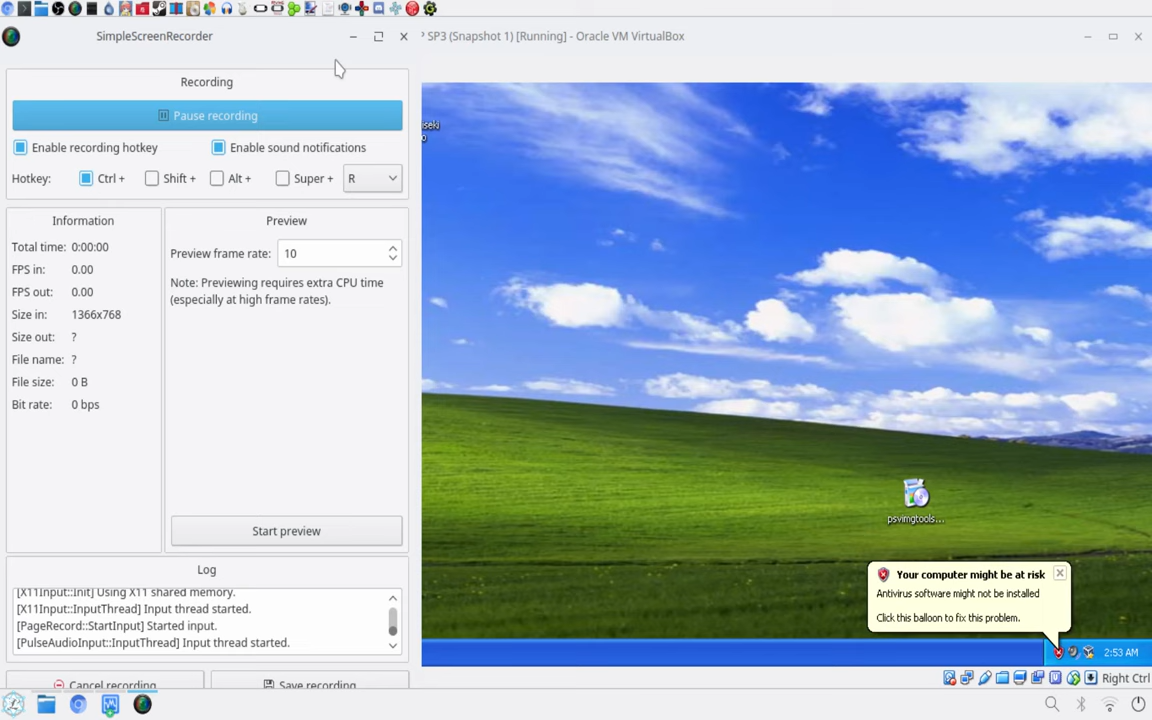 SimpleScreenRecorder
SP3 (Snapshot 1) [Running] - Oracle VM VirtualBox
Recording
Pause recording
Enable recording hotkey
Enable sound notifications
Hotkey:
Ctrl +
Shift +
Alt +
Super +
R
Information
Total time: 0:00:00
FPS in: 0.00
FPS out: 0.00
Size in: 1366x768
Size out: ?
File name: ?
File size: 0 B
Bit rate: 0 bps
Preview
Preview frame rate: 10
Note: Previewing requires extra CPU time
(especially at high frame rates).
Start preview
Log
[X11Input::Init] Using X11 shared memory.
[X11Input::InputThread] Input thread started.
[PageRecord::StartInput] Started input.
[PulseAudioInput::InputThread] Input thread started.
Cancel recording
Save recording
iseki
o
psvimgtools...
Your computer might be at risk
Antivirus software might not be installed
Click this balloon to fix this problem.
2:53 AM
Right Ctrl